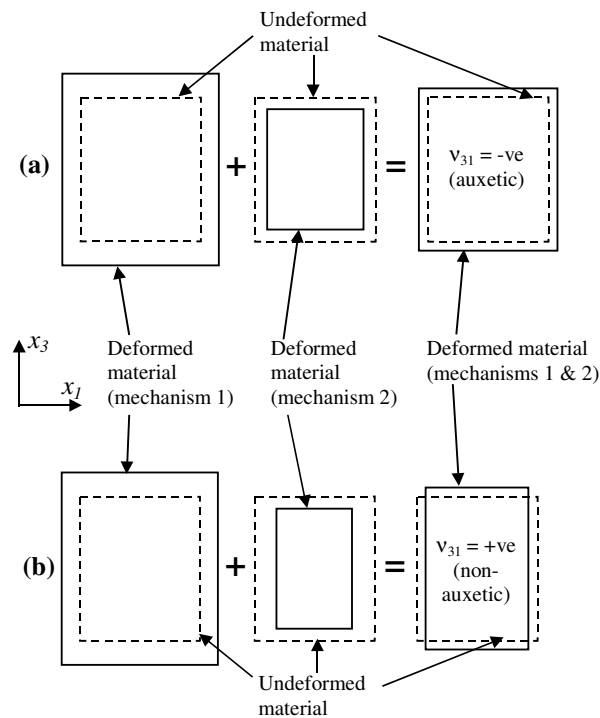 Undeformed
material
(a)
+
=
ν31 = -ve
(auxetic)
x3
x1
Deformed
material
(mechanism 1)
Deformed
material
(mechanism 2)
Deformed material
(mechanisms 1 & 2)
(b)
+
=
ν31 = +ve
(non-
auxetic)
Undeformed
material